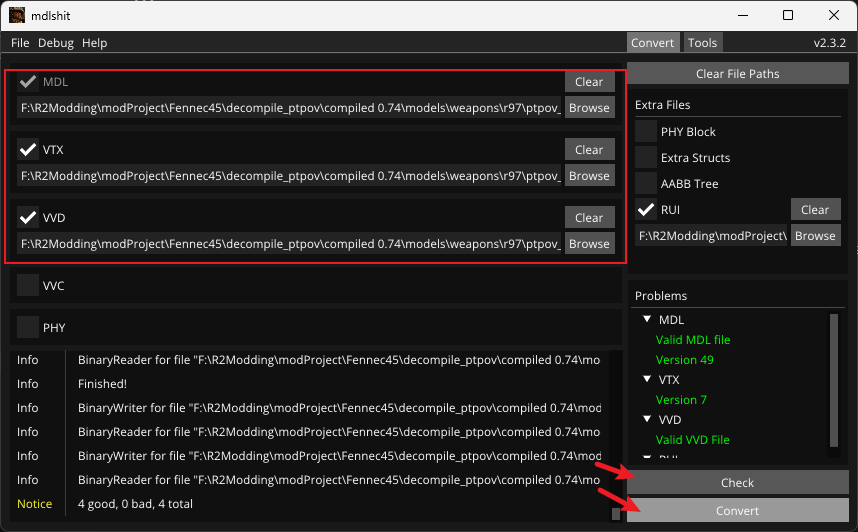 mdlshit
File Debug Help
Convert Tools v2.3.2
MDL
Clear
F:\R2Modding\modProject\Fennec45\decompile_ptpov\compiled 0.74\models\weapons\r97\ptpov_
Browse
VTX
Clear
F:\R2Modding\modProject\Fennec45\decompile_ptpov\compiled 0.74\models\weapons\r97\ptpov_
Browse
VVD
Clear
F:\R2Modding\modProject\Fennec45\decompile_ptpov\compiled 0.74\models\weapons\r97\ptpov_
Browse
VVC
PHY
Info BinaryReader for file "F:\R2Modding\modProject\Fennec45\decompile_ptpov\compiled 0.74\mo
Info Finished!
Info BinaryWriter for file "F:\R2Modding\modProject\Fennec45\decompile_ptpov\compiled 0.74\mod
Info BinaryReader for file "F:\R2Modding\modProject\Fennec45\decompile_ptpov\compiled 0.74\mo
Info BinaryWriter for file "F:\R2Modding\modProject\Fennec45\decompile_ptpov\compiled 0.74\mod
Info BinaryReader for file "F:\R2Modding\modProject\Fennec45\decompile_ptpov\compiled 0.74\mo
Notice 4 good, 0 bad, 4 total
Clear File Paths
Extra Files
PHY Block
Extra Structs
AABB Tree
RUI
Clear
F:\R2Modding\modProject\
Browse
Problems
MDL
Valid MDL file
Version 49
VTX
Version 7
VVD
Valid VVD File
Check
Convert